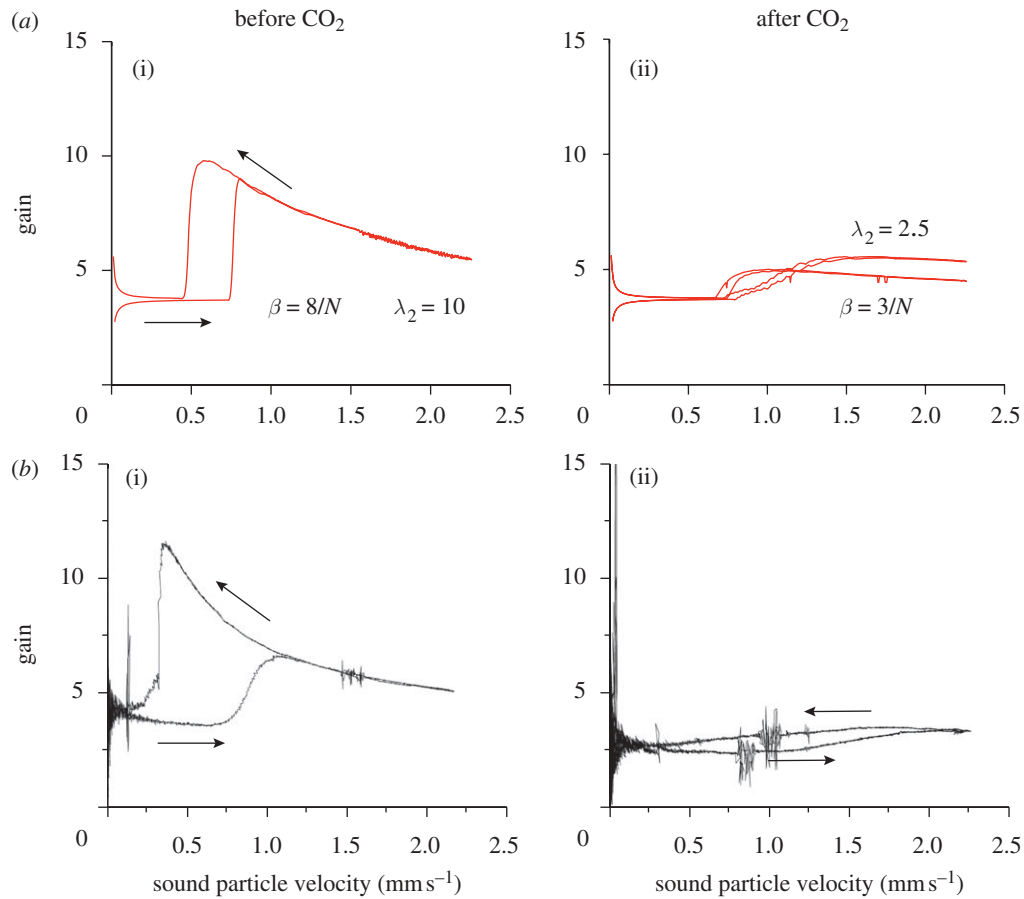 before CO₂
after CO₂
(a)
(i)
(ii)
15
10
5
0
gain
β = 8/N
λ₂ = 10
0.5 1.0 1.5 2.0 2.5
15
10
5
0
λ₂ = 2.5
β = 3/N
0.5 1.0 1.5 2.0 2.5
(b)
(i)
(ii)
15
10
5
0
gain
0.5 1.0 1.5 2.0 2.5
sound particle velocity (mm s⁻¹)
15
10
5
0
0.5 1.0 1.5 2.0 2.5
sound particle velocity (mm s⁻¹)